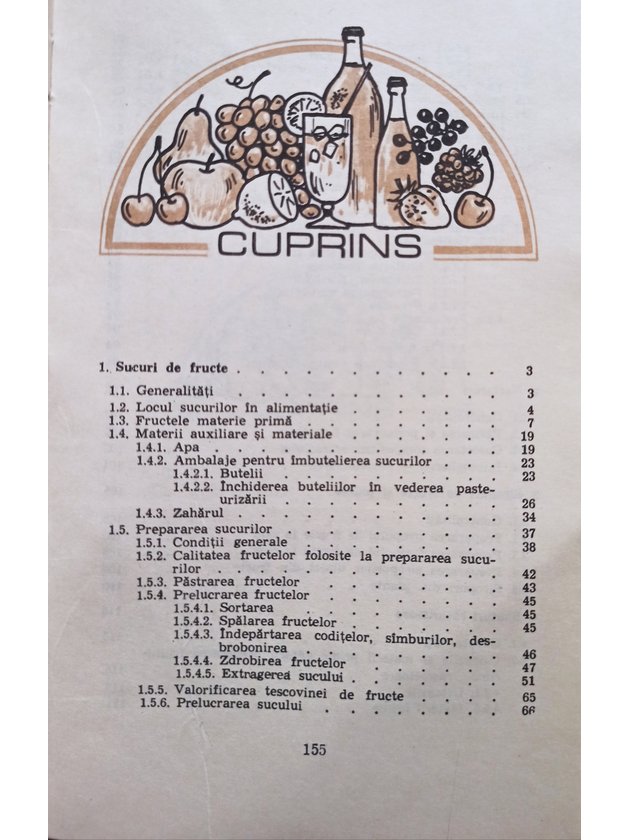 CUPRINS
1. Sucuri de fructe . . . . . . . . . . . . 3
1.1. Generalități . . . . . . . . . . . . 3
1.2. Locul sucurilor în alimentație . . . . . . . 4
1.3. Fructele materie primă . . . . . . . . . 7
1.4. Materii auxiliare și materiale . . . . . . . 19
1.4.1. Apa . . . . . . . . . . . . 19
1.4.2. Ambalaje pentru îmbutelierea sucurilor . . . . 23
1.4.2.1. Butelii . . . . . . . . . . 23
1.4.2.2. Închiderea buteliilor în vederea paste-
urizării . . . . . . . . . . 26
1.4.3. Zahărul . . . . . . . . . . . 34
1.5. Prepararea sucurilor . . . . . . . . . 37
1.5.1. Condiții generale . . . . . . . . . 38
1.5.2. Calitatea fructelor folosite la prepararea sucu-
rilor . . . . . . . . . . . . 42
1.5.3. Păstrarea fructelor . . . . . . . . . 43
1.5.4. Prelucrarea fructelor . . . . . . . . 45
1.5.4.1. Sortarea . . . . . . . . . 45
1.5.4.2. Spălarea fructelor . . . . . . . 45
1.5.4.3. Îndepărtarea codițelor, sîmburilor, des-
brobonirea . . . . . . . . . 46
1.5.4.4. Zdrobirea fructelor . . . . . . 47
1.5.4.5. Extragerea sucului . . . . . . . 51
1.5.5. Valorificarea tescovinei de fructe . . . . . 65
1.5.6. Prelucrarea sucului . . . . . . . . . 66
155